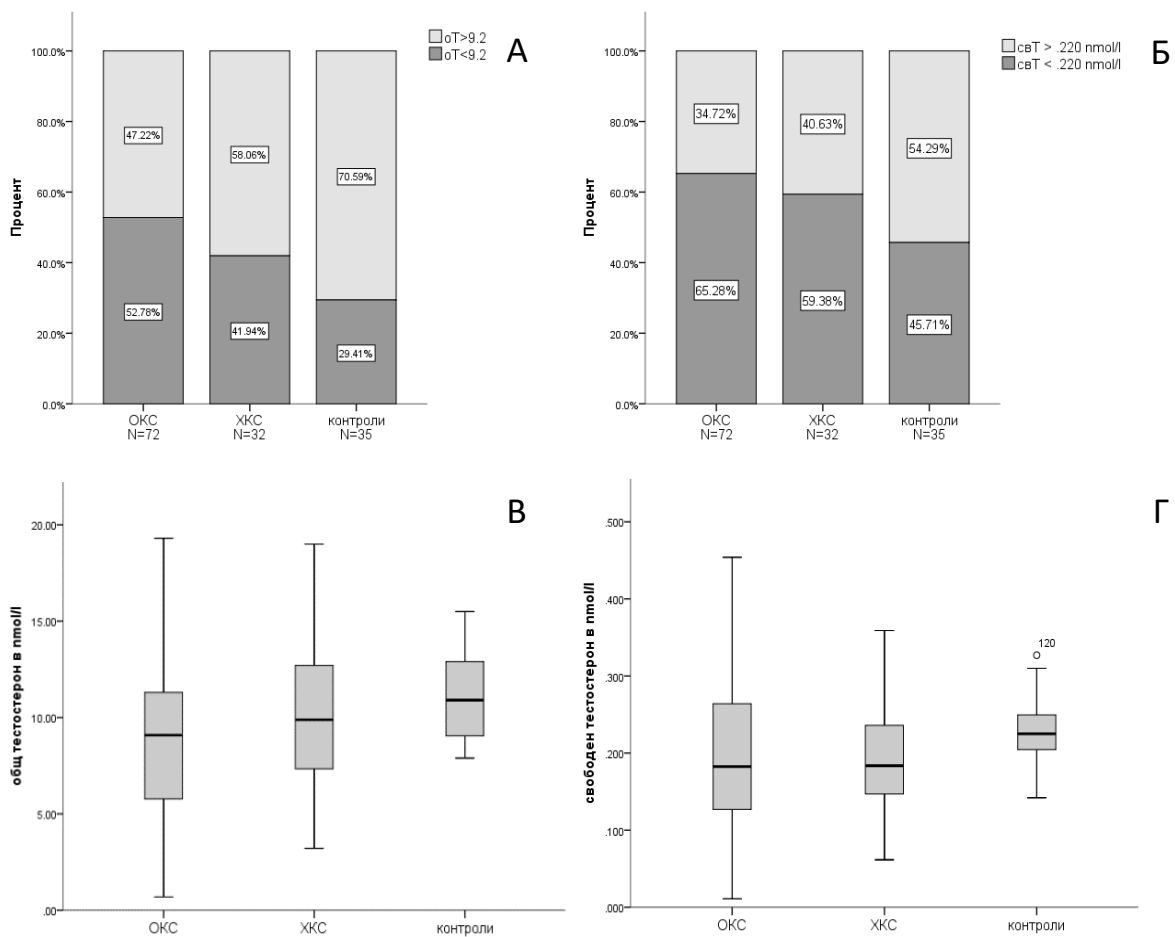 оТ>9.2
оТ<9.2
А
100.0%
80.0%
60.0%
40.0%
20.0%
0.0%
Процент
47.22%
58.06%
70.59%
52.78%
41.94%
29.41%
ОКС
N=72
ХКС
N=32
контроли
N=35
свТ > .220 nmol/l
свТ < .220 nmol/l
Б
100.0%
80.0%
60.0%
40.0%
20.0%
0.0%
Процент
34.72%
40.63%
54.29%
65.28%
59.38%
45.71%
ОКС
N=72
ХКС
N=32
контроли
N=35
В
20.00
15.00
10.00
5.00
.00
общ тестостерон в nmol/l
ОКС
ХКС
контроли
Г
.500
.400
.300
.200
.100
.000
свободен тестостерон в nmol/l
120
ОКС
ХКС
контроли